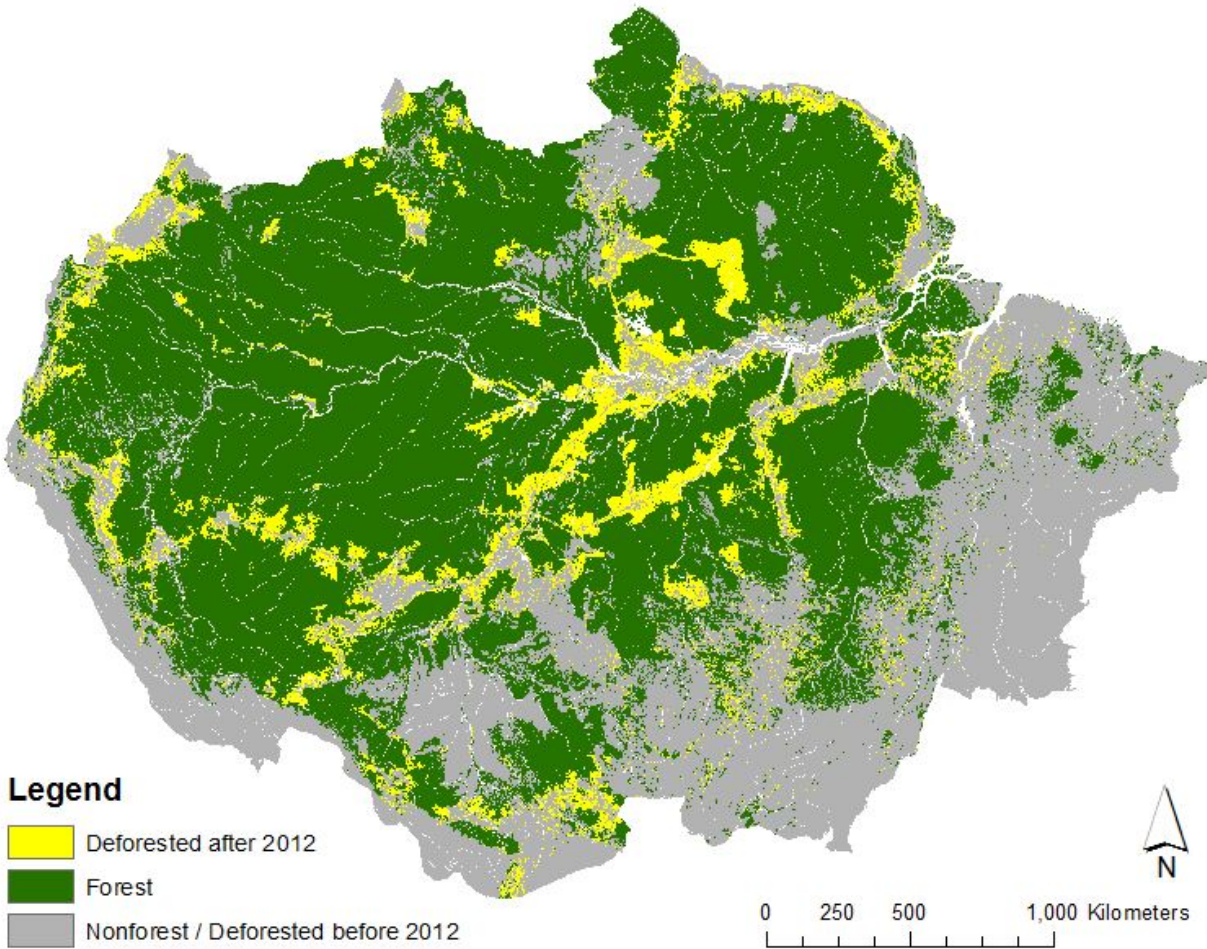 Legend
Deforested after 2012
Forest
Nonforest / Deforested before 2012
N
0 250 500 1,000 Kilometers